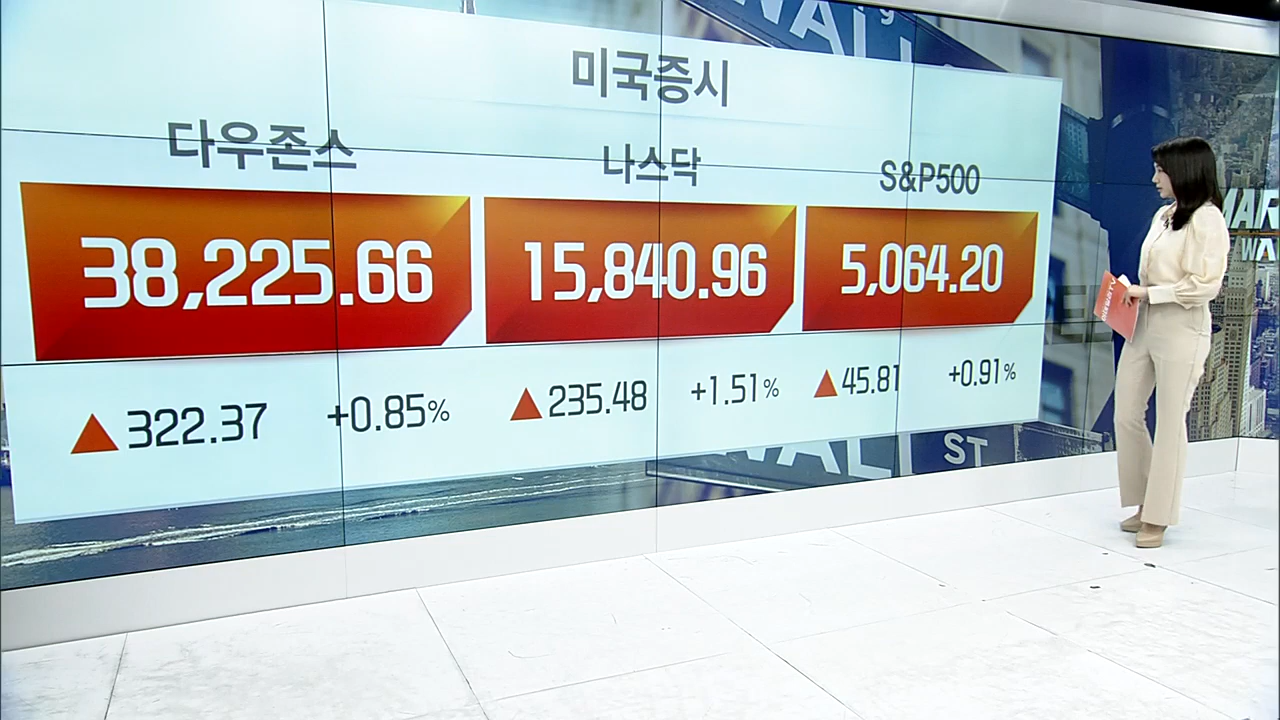 미국증시
다우존스
38,225.66
▲ 322.37 +0.85%
나스닥
15,840.96
▲ 235.48 +1.51%
S&P500
5,064.20
▲ 45.81 +0.91%
WALL ST